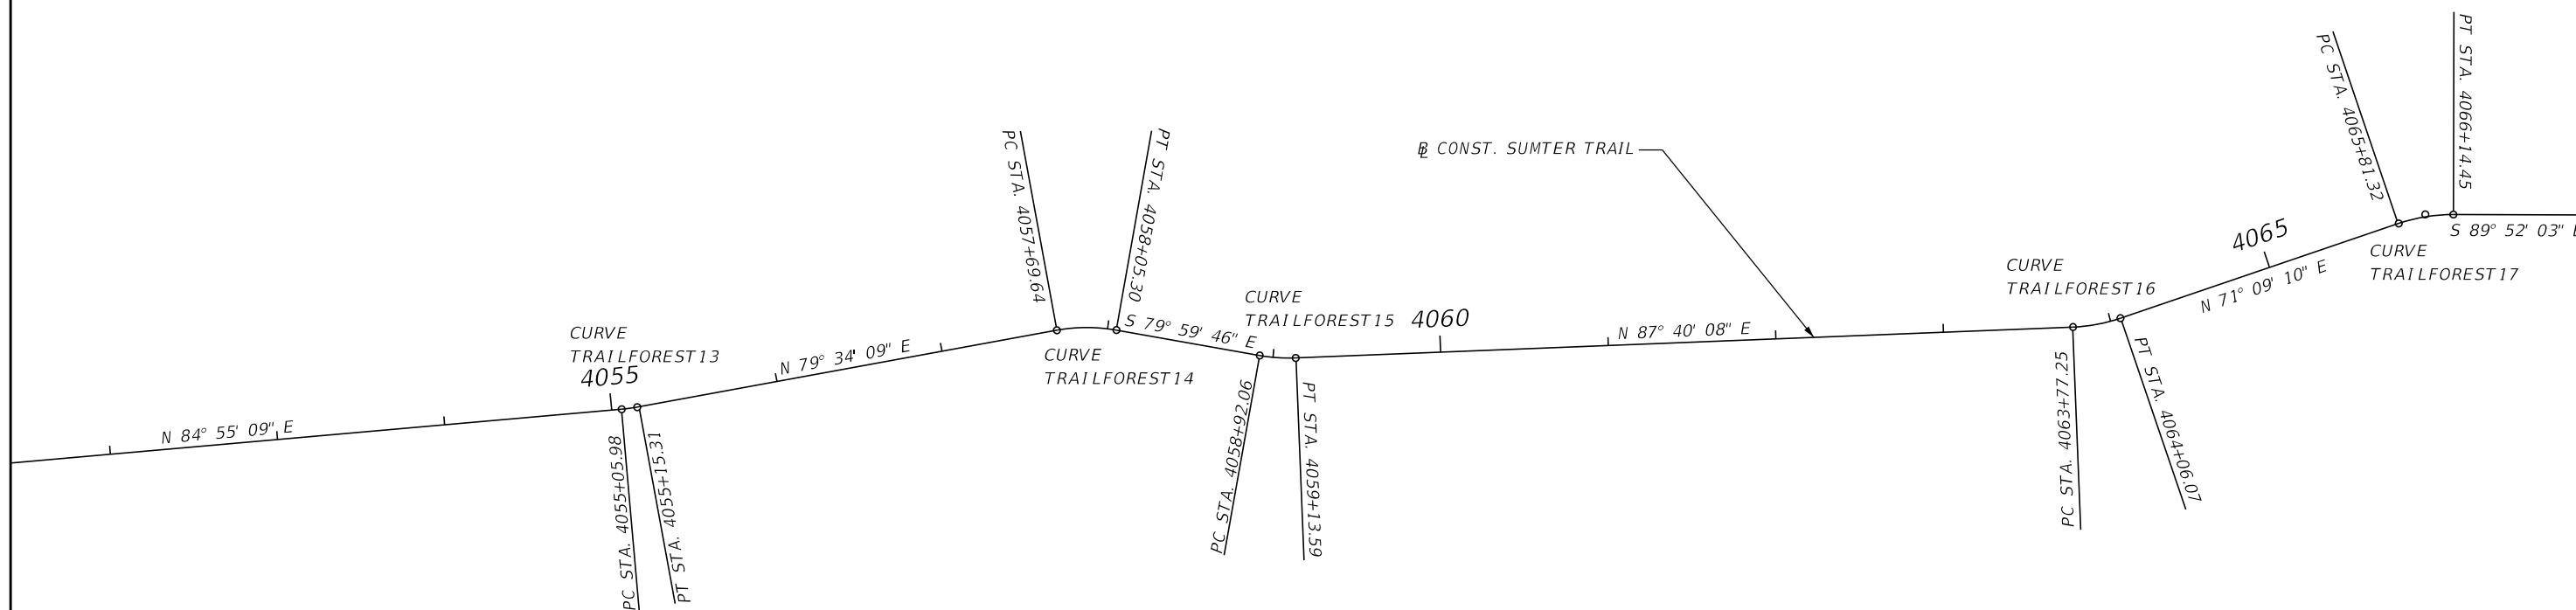 N 84° 55' 09" E
CURVE
TRAILFOREST13
4055
PC STA. 4055+05.98
PT STA. 4055+15.31
N 79° 34' 09" E
PC STA. 4057+69.64
PT STA. 4058+05.30
CURVE
TRAILFOREST14
S 79° 59' 46" E
PC STA. 4058+92.06
CURVE
TRAILFOREST15
PT STA. 4059+13.59
4060
BL CONST. SUMTER TRAIL
N 87° 40' 08" E
PC STA. 4063+77.25
CURVE
TRAILFOREST16
PT STA. 4064+06.07
4065
N 71° 09' 10" E
PC STA. 4065+81.32
CURVE
TRAILFOREST17
PT STA. 4066+14.45
S 89° 52' 03"